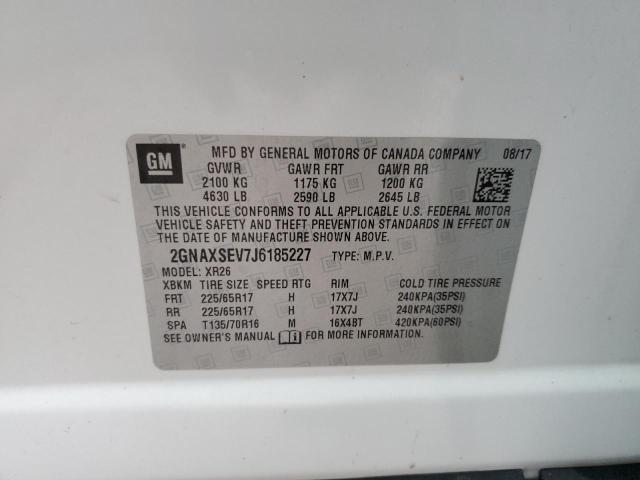 GM
MFD BY GENERAL MOTORS OF CANADA COMPANY 08/17
GVWR GAWR FRT GAWR RR
2100 KG 1175 KG 1200 KG
4630 LB 2590 LB 2645 LB
THIS VEHICLE CONFORMS TO ALL APPLICABLE U.S. FEDERAL MOTOR
VEHICLE SAFETY AND THEFT PREVENTION STANDARDS IN EFFECT ON
THE DATE OF MANUFACTURE SHOWN ABOVE.
2GNAXSEV7J6185227 TYPE: M.P.V.
MODEL: XR26
XBKM TIRE SIZE SPEED RTG RIM COLD TIRE PRESSURE
FRT 225/65R17 H 17X7J 240KPA(35PSI)
RR 225/65R17 H 17X7J 240KPA(35PSI)
SPA T135/70R16 M 16X4BT 420KPA(60PSI)
SEE OWNER'S MANUAL FOR MORE INFORMATION.